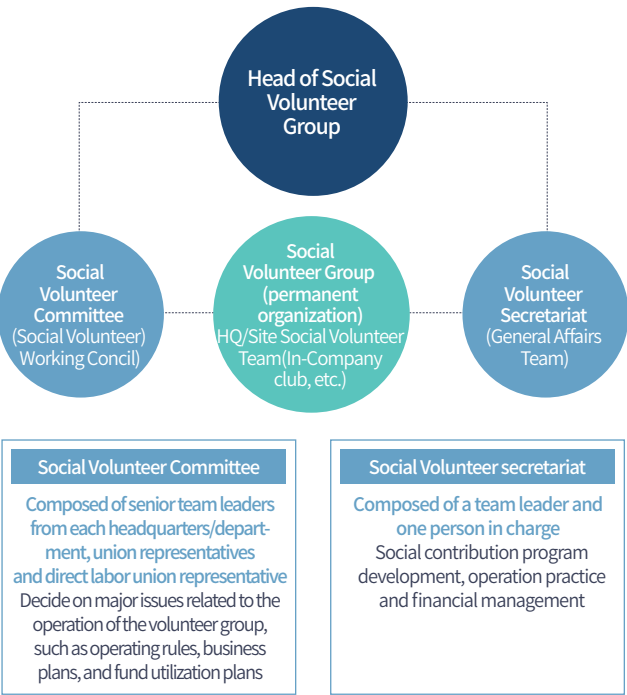 Head of Social
Volunteer
Group
Social
Volunteer
Committee
(Social Volunteer)
Working Concil)
Social
Volunteer Group
(permanent
organization)
HQ/Site Social Volunteer
Team(In-Company
club, etc.)
Social
Volunteer
Secretariat
(General Affairs
Team)
Social Volunteer Committee
Composed of senior team leaders
from each headquarters/depart-
ment, union representatives
and direct labor union representative
Decide on major issues related to the
operation of the volunteer group,
such as operating rules, business
plans, and fund utilization plans
Social Volunteer secretariat
Composed of a team leader and
one person in charge
Social contribution program
development, operation practice
and financial management